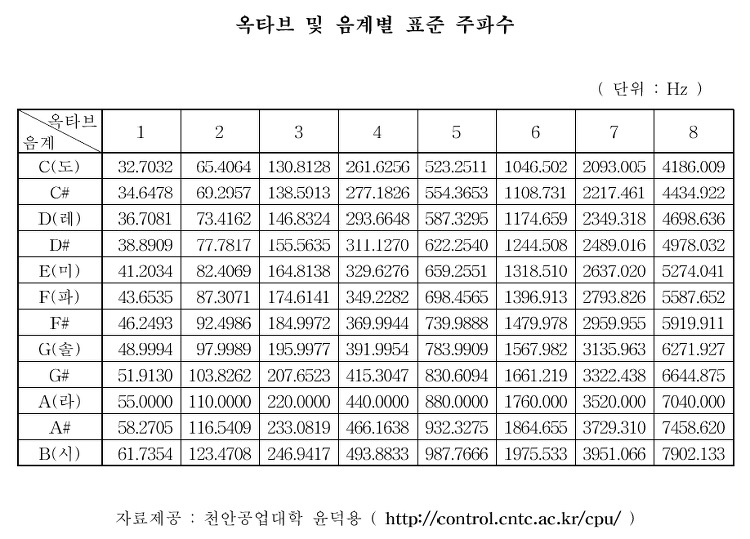 옥타브 및 음계별 표준 주파수
( 단위 : Hz )
옥타브 음계 1 2 3 4 5 6 7 8
C(도) 32.7032 65.4064 130.8128 261.6256 523.2511 1046.502 2093.005 4186.009
C# 34.6478 69.2957 138.5913 277.1826 554.3653 1108.731 2217.461 4434.922
D(레) 36.7081 73.4162 146.8324 293.6648 587.3295 1174.659 2349.318 4698.636
D# 38.8909 77.7817 155.5635 311.1270 622.2540 1244.508 2489.016 4978.032
E(미) 41.2034 82.4069 164.8138 329.6276 659.2551 1318.510 2637.020 5274.041
F(파) 43.6535 87.3071 174.6141 349.2282 698.4565 1396.913 2793.826 5587.652
F# 46.2493 92.4986 184.9972 369.9944 739.9888 1479.978 2959.955 5919.911
G(솔) 48.9994 97.9989 195.9977 391.9954 783.9909 1567.982 3135.963 6271.927
G# 51.9130 103.8262 207.6523 415.3047 830.6094 1661.219 3322.438 6644.875
A(라) 55.0000 110.0000 220.0000 440.0000 880.0000 1760.000 3520.000 7040.000
A# 58.2705 116.5409 233.0819 466.1638 932.3275 1864.655 3729.310 7458.620
B(시) 61.7354 123.4708 246.9417 493.8833 987.7666 1975.533 3951.066 7902.133
자료제공 : 천안공업대학 윤덕용 ( http://control.cntc.ac.kr/cpu/ )